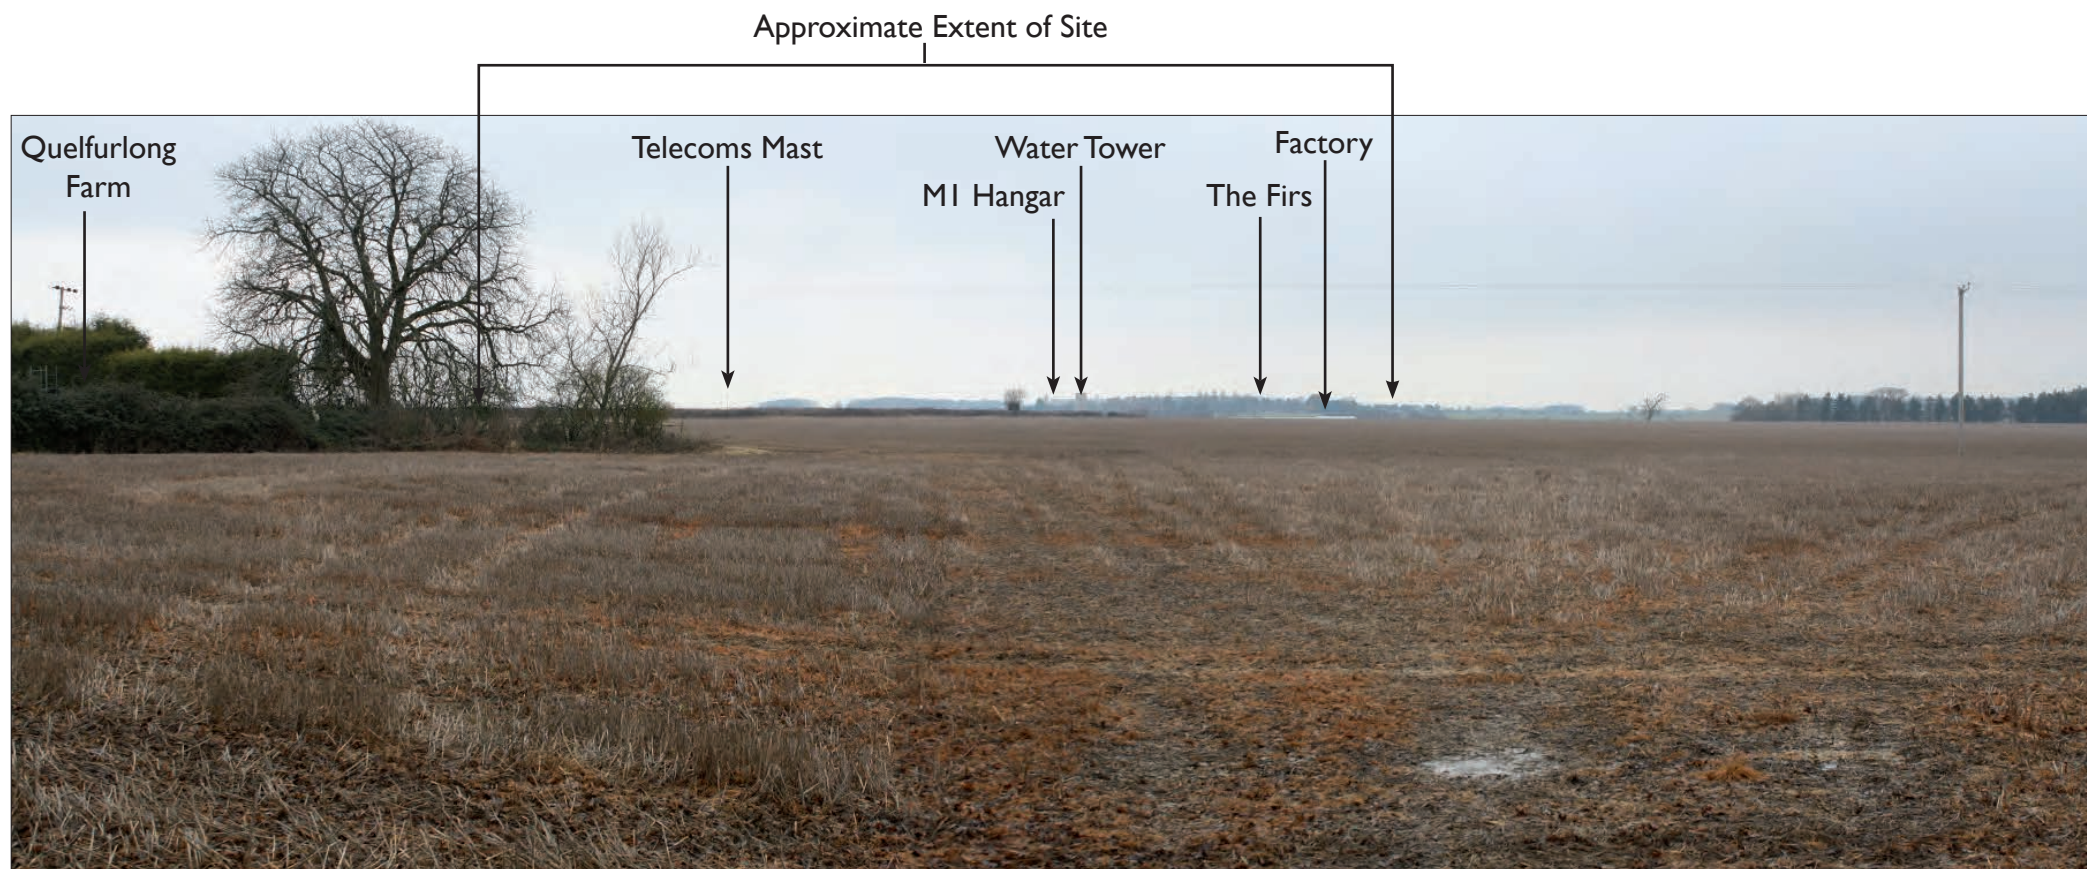 Approximate Extent of Site
Quelfurlong
Farm
Telecoms Mast
Water Tower
Factory
M1 Hangar
The Firs